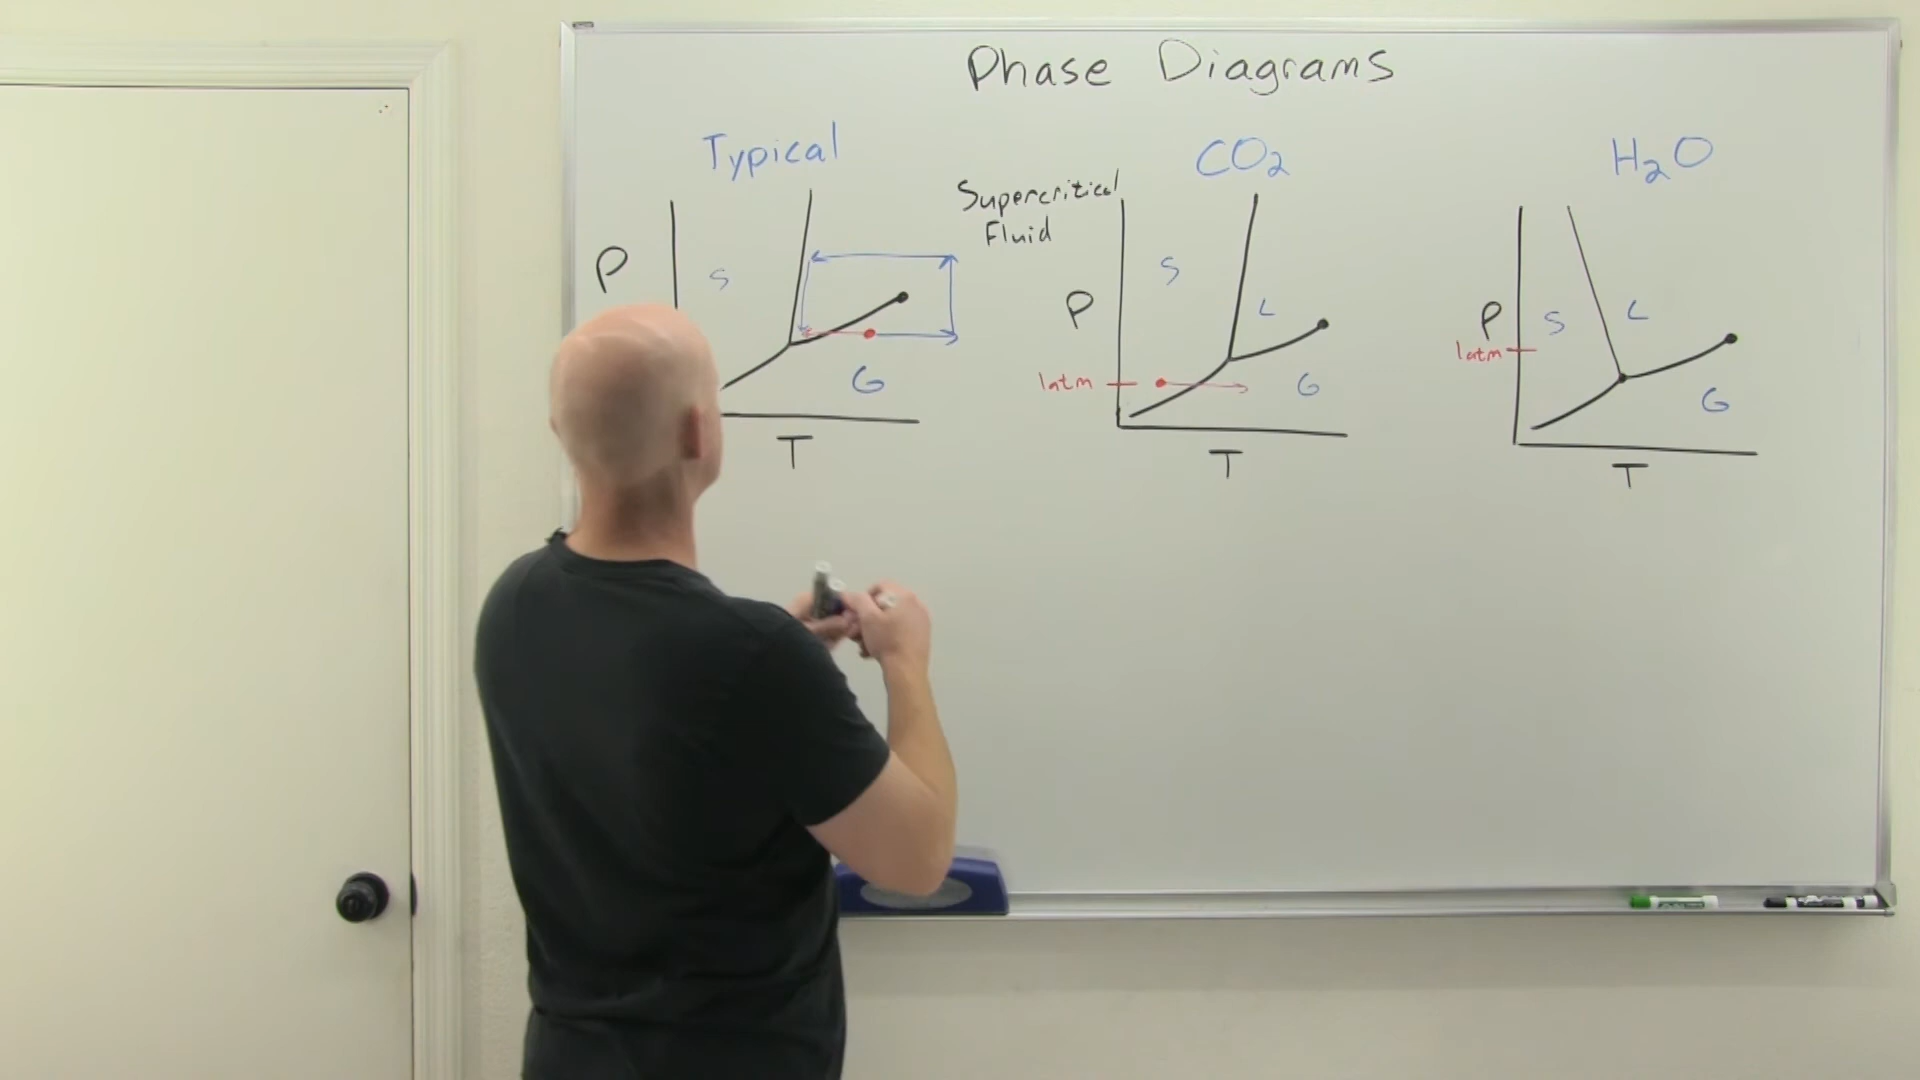 Phase Diagrams
Typical
P
S
G
T
Supercritical
Fluid
CO2
P
S
L
G
1atm
T
H2O
P
S
L
G
1atm
T